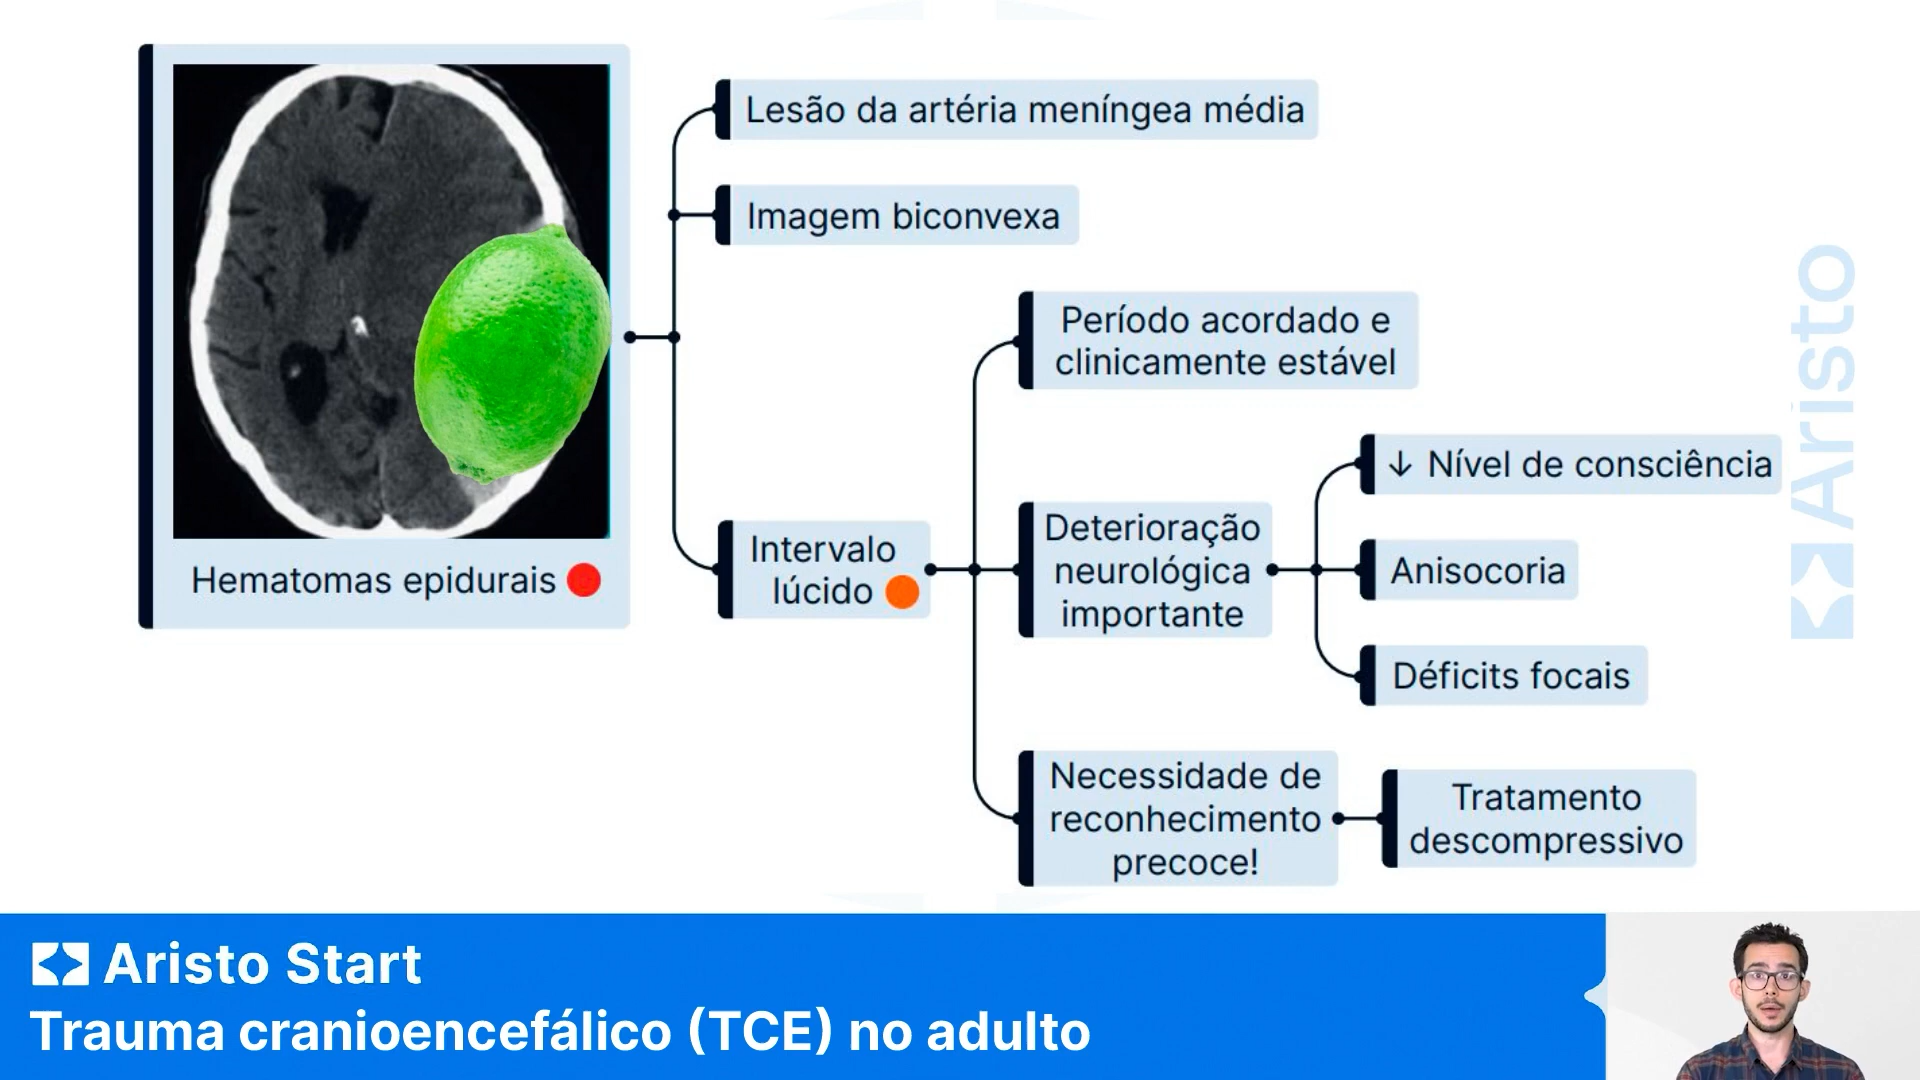 Lesão da artéria meníngea média
Imagem biconvexa
Período acordado e
clinicamente estável
↓ Nível de consciência
Deterioração
neurológica
importante
Anisocoria
Intervalo
lúcido
Hematomas epidurais
Déficits focais
Necessidade de
reconhecimento
precoce!
Tratamento
descompressivo
Aristo
Aristo Start
Trauma cranioencefálico (TCE) no adulto